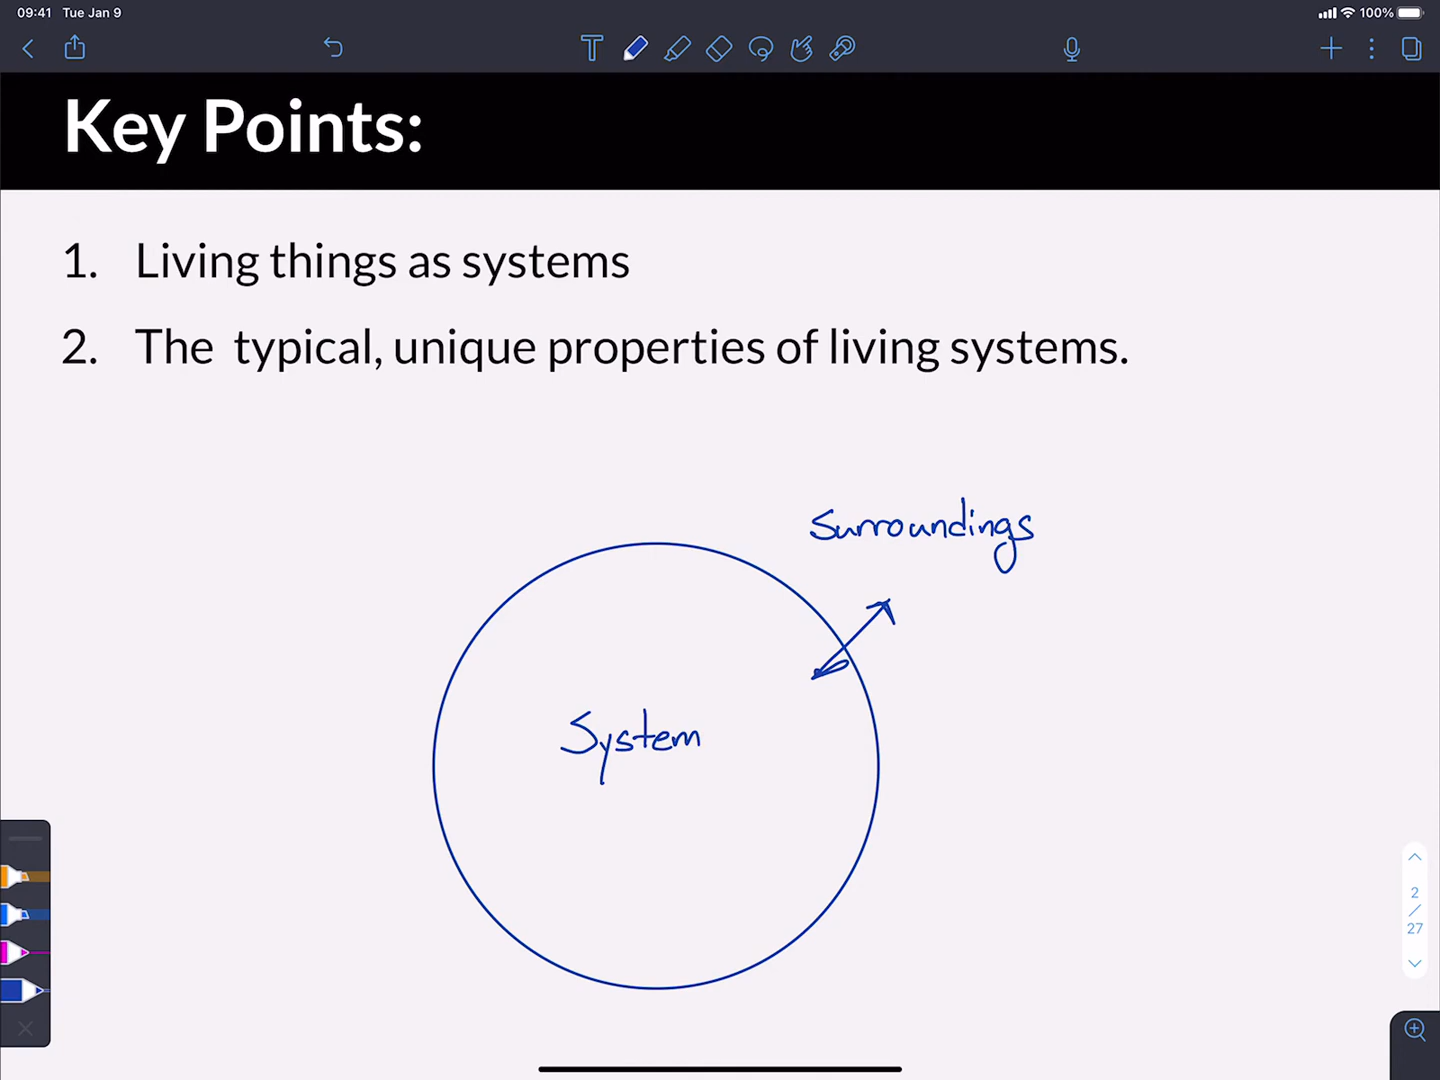 09:41 Tue Jan 9
100%
Key Points:
1. Living things as systems
2. The typical, unique properties of living systems.
Surroundings
System
2
/
27